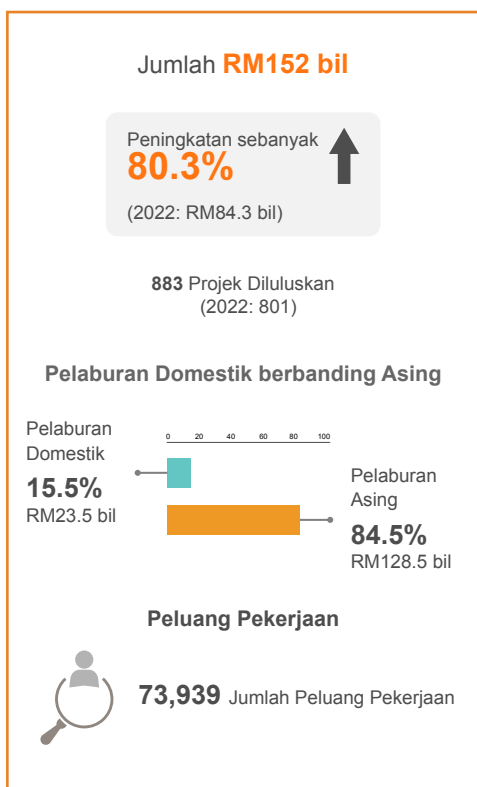 Jumlah RM152 bil
Peningkatan sebanyak
80.3%
(2022: RM84.3 bil)
883 Projek Diluluskan
(2022: 801)
Pelaburan Domestik berbanding Asing
Pelaburan
Domestik
15.5%
RM23.5 bil
0 20 40 60 80 100
Pelaburan
Asing
84.5%
RM128.5 bil
Peluang Pekerjaan
73,939 Jumlah Peluang Pekerjaan